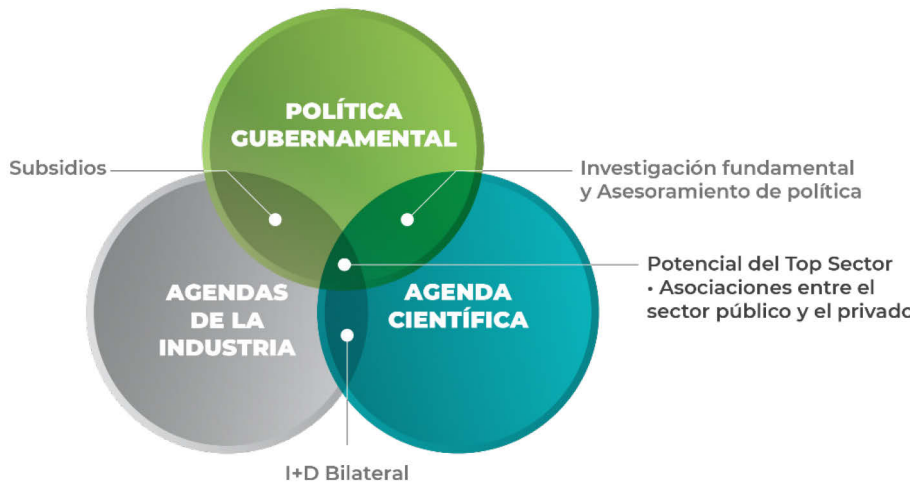 POLÍTICA
GUBERNAMENTAL
Subsidios
Investigación fundamental
y Asesoramiento de política
AGENDAS
DE LA
INDUSTRIA
AGENDA
CIENTÍFICA
Potencial del Top Sector
• Asociaciones entre el
sector público y el privado
I+D Bilateral